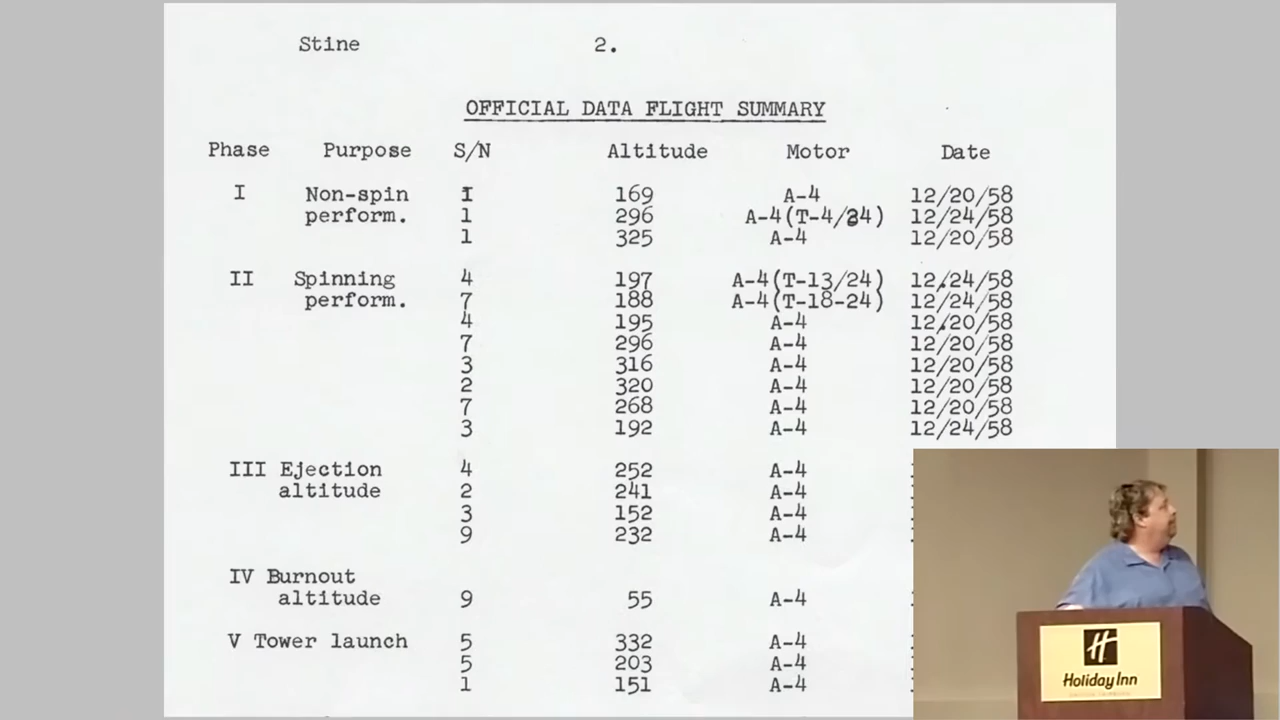 Stine 2.
OFFICIAL DATA FLIGHT SUMMARY
Phase Purpose S/N Altitude Motor Date
I Non-spin 1 169 A-4 12/20/58
perform. 1 296 A-4(T-4/24) 12/24/58
1 325 A-4 12/20/58
II Spinning 4 197 A-4(T-13/24) 12/24/58
perform. 7 188 A-4(T-18-24) 12/24/58
4 195 A-4 12/20/58
7 296 A-4 12/20/58
3 316 A-4 12/20/58
2 320 A-4 12/20/58
7 268 A-4 12/20/58
3 192 A-4 12/24/58
III Ejection 4 252 A-4
altitude 2 241 A-4
3 152 A-4
9 232 A-4
IV Burnout
altitude 9 55 A-4
V Tower launch 5 332 A-4
5 203 A-4
1 151 A-4
H
Holiday Inn